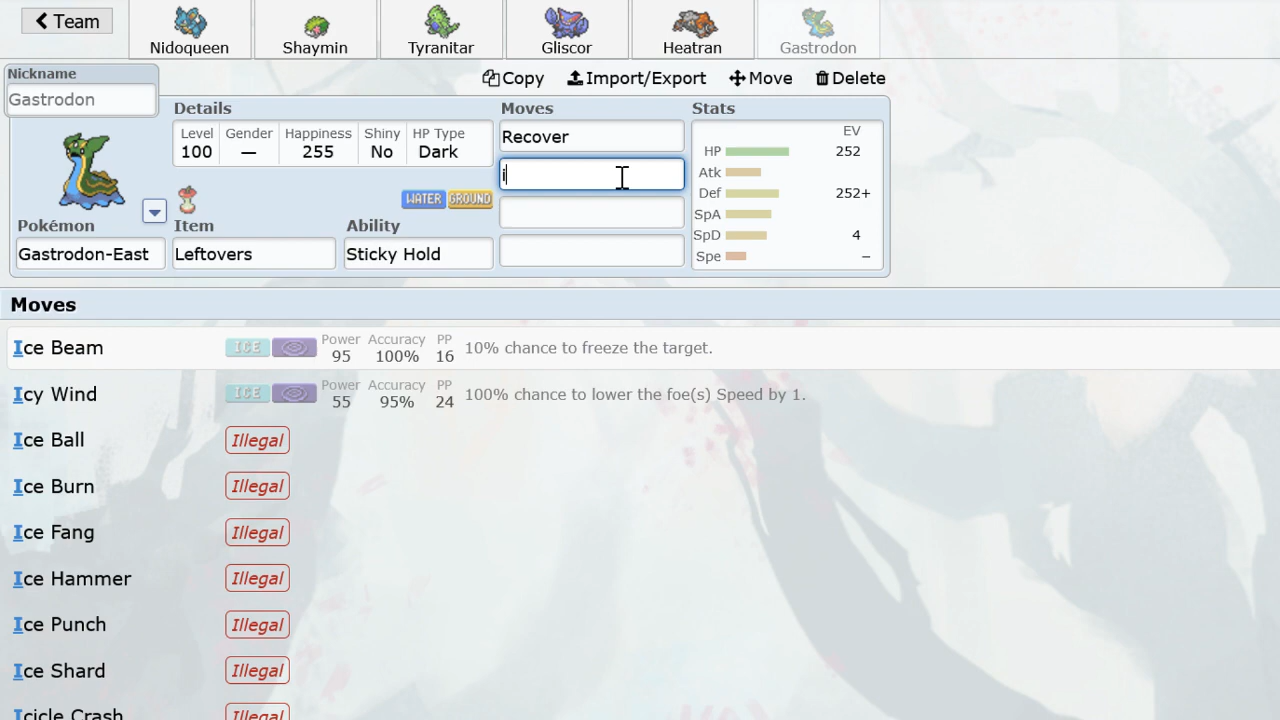 Team
Nidoqueen
Shaymin
Tyranitar
Gliscor
Heatran
Gastrodon
Nickname
Gastrodon
Copy
Import/Export
Move
Delete
Details
Moves
Stats
Level
100
Gender
—
Happiness
255
Shiny
No
HP Type
Dark
WATER
GROUND
Pokémon
Gastrodon-East
Item
Leftovers
Ability
Sticky Hold
Recover
i
EV
HP 252
Atk
Def 252+
SpA
SpD 4
Spe –
Moves
Ice Beam ICE Power 95 Accuracy 100% PP 16 10% chance to freeze the target.
Icy Wind ICE Power 55 Accuracy 95% PP 24 100% chance to lower the foe(s) Speed by 1.
Ice Ball Illegal
Ice Burn Illegal
Ice Fang Illegal
Ice Hammer Illegal
Ice Punch Illegal
Ice Shard Illegal
Icicle Crash Illegal